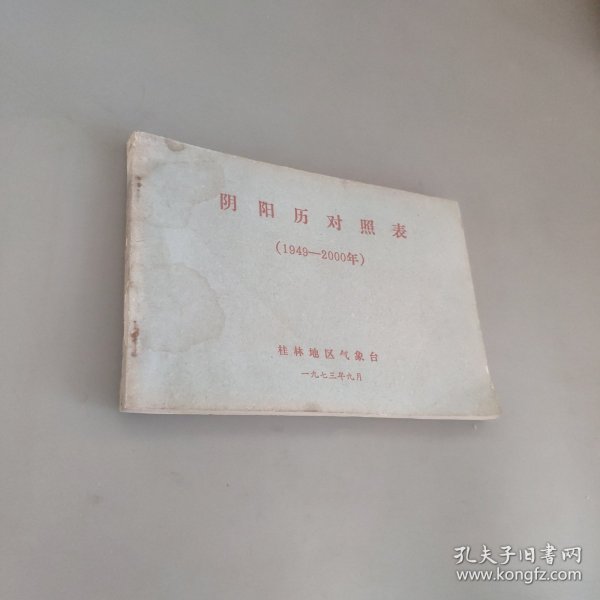 阴阳历对照表
(1949—2000年)
桂林地区气象台
一九七三年九月
孔夫子旧书网
www.kongfz.com